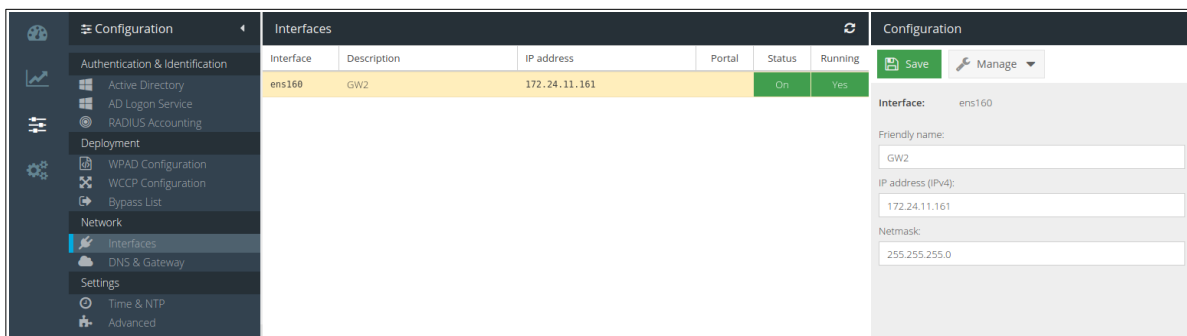 Configuration
Authentication & Identification
Active Directory
AD Logon Service
RADIUS Accounting
Deployment
WPAD Configuration
WCCP Configuration
Bypass List
Network
Interfaces
DNS & Gateway
Settings
Time & NTP
Advanced
Interfaces
Interface Description IP address Portal Status Running
ens160 GW2 172.24.11.161 On Yes
Configuration
Save Manage
Interface: ens160
Friendly name:
GW2
IP address (IPv4):
172.24.11.161
Netmask:
255.255.255.0